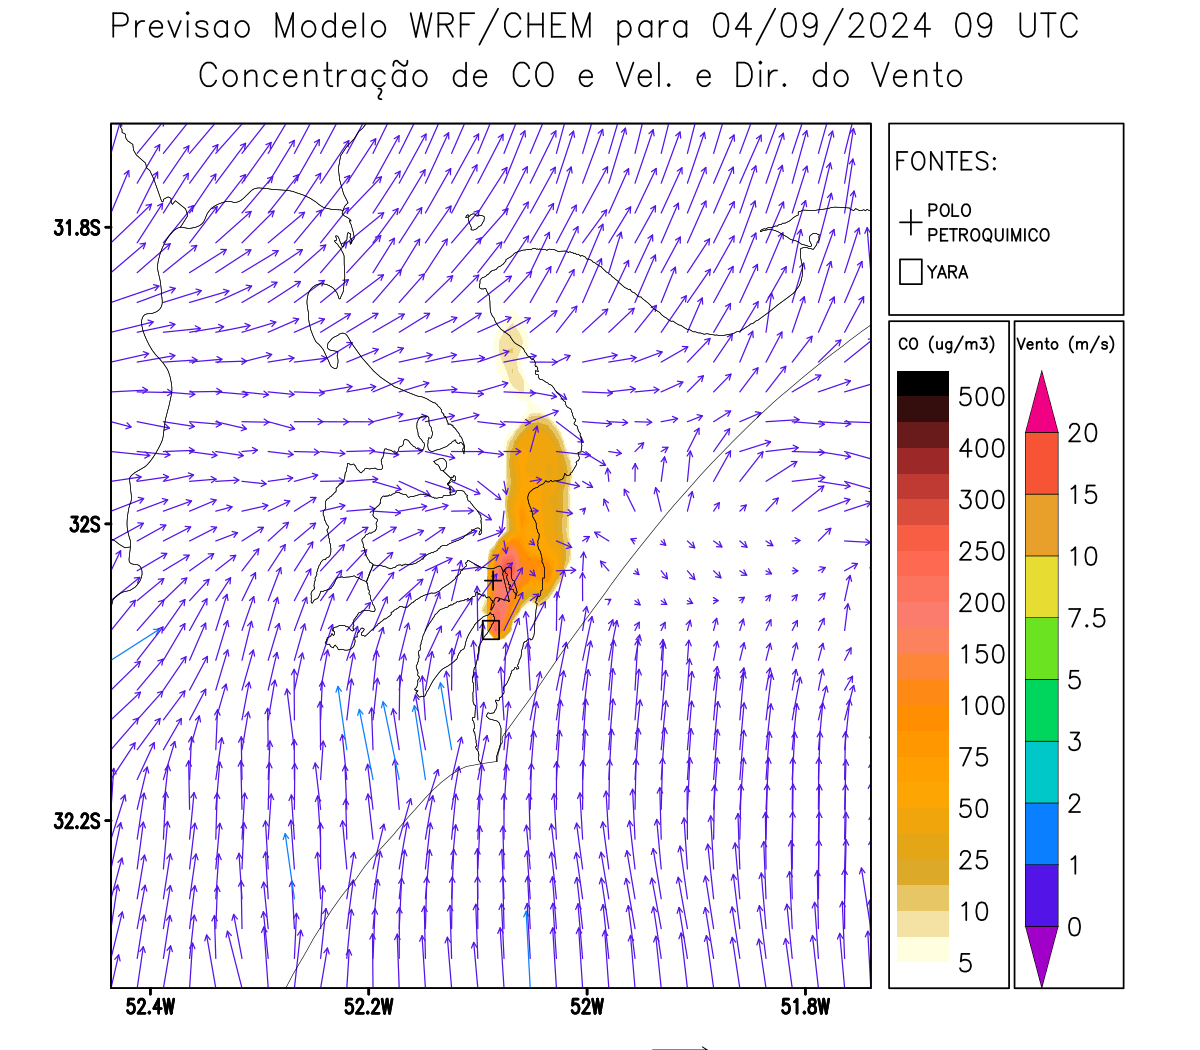 Previsao Modelo WRF/CHEM para 04/09/2024 09 UTC
Concentração de CO e Vel. e Dir. do Vento
FONTES:
POLO
PETROQUIMICO
YARA
31.8S
32S
32.2S
52.4W
52.2W
52W
51.8W
CO (ug/m3)
500
400
300
250
200
150
100
75
50
25
10
5
Vento (m/s)
20
15
10
7.5
5
3
2
1
0